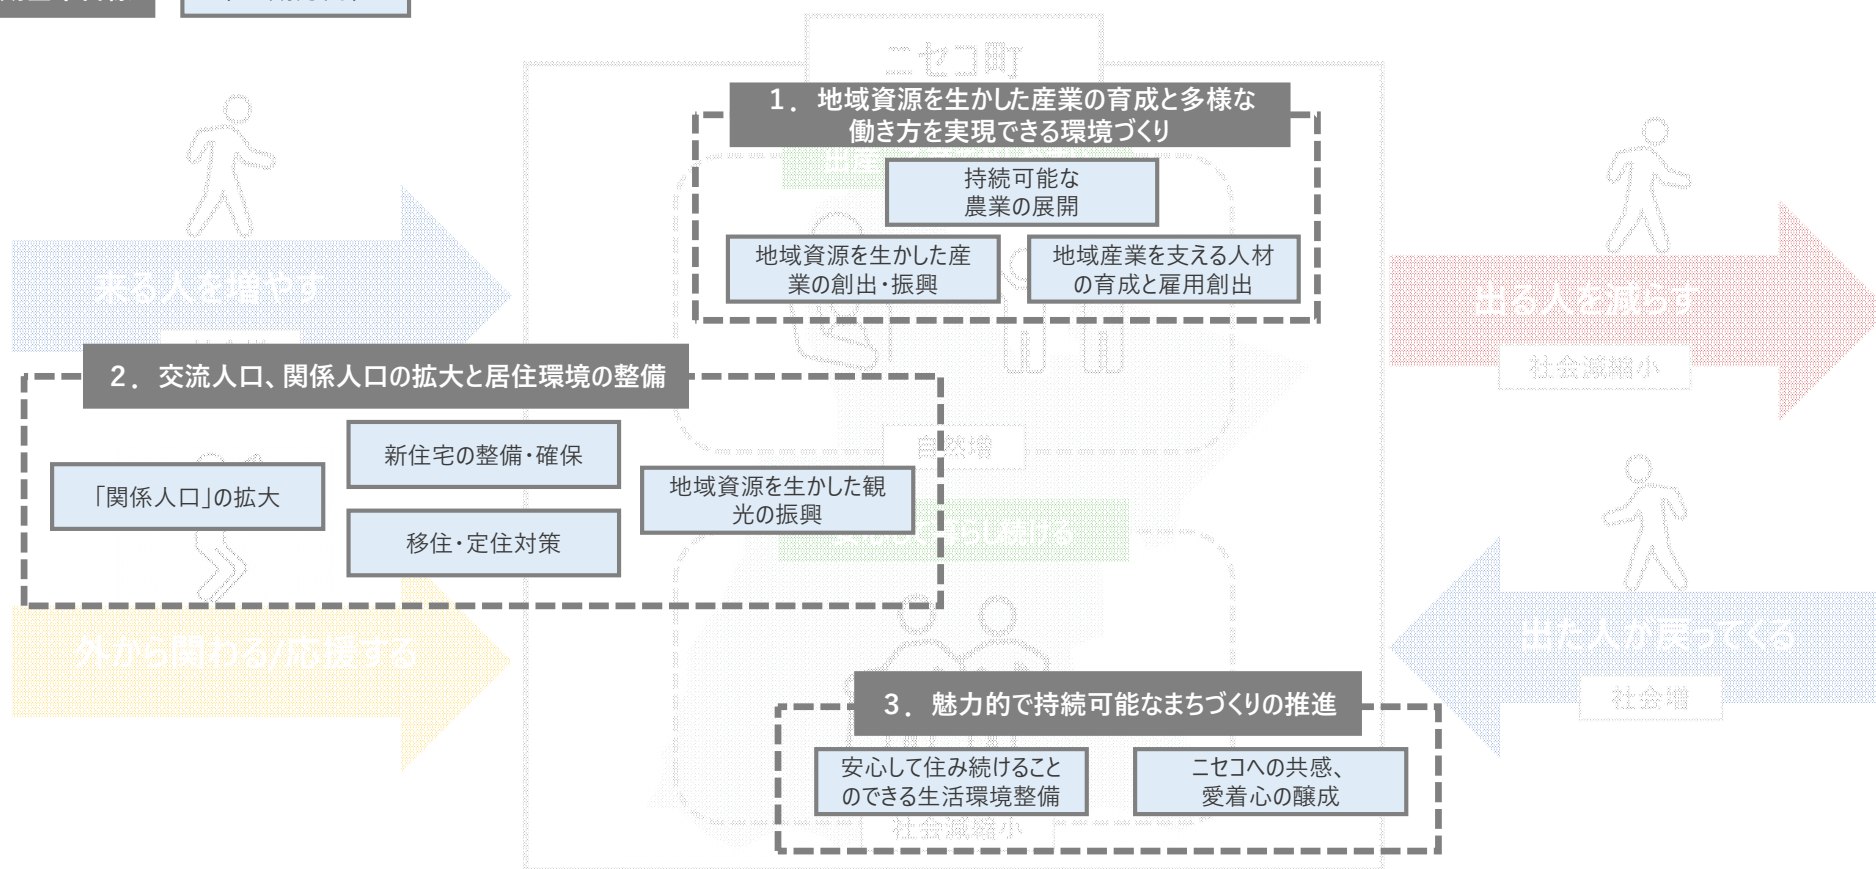 ニセコ町
1. 地域資源を生かした産業の育成と多様な
働き方を実現できる環境づくり
持続可能な
農業の展開
地域資源を生かした産
業の創出・振興
地域産業を支える人材
の育成と雇用創出
来る人を増やす
出る人を減らす
社会減縮小
2. 交流人口、関係人口の拡大と居住環境の整備
「関係人口」の拡大
新住宅の整備・確保
移住・定住対策
地域資源を生かした観
光の振興
自然増
外から関わる/応援する
出た人が戻ってくる
社会増
3. 魅力的で持続可能なまちづくりの推進
安心して住み続けること
のできる生活環境整備
ニセコへの共感、
愛着心の醸成
社会減縮小